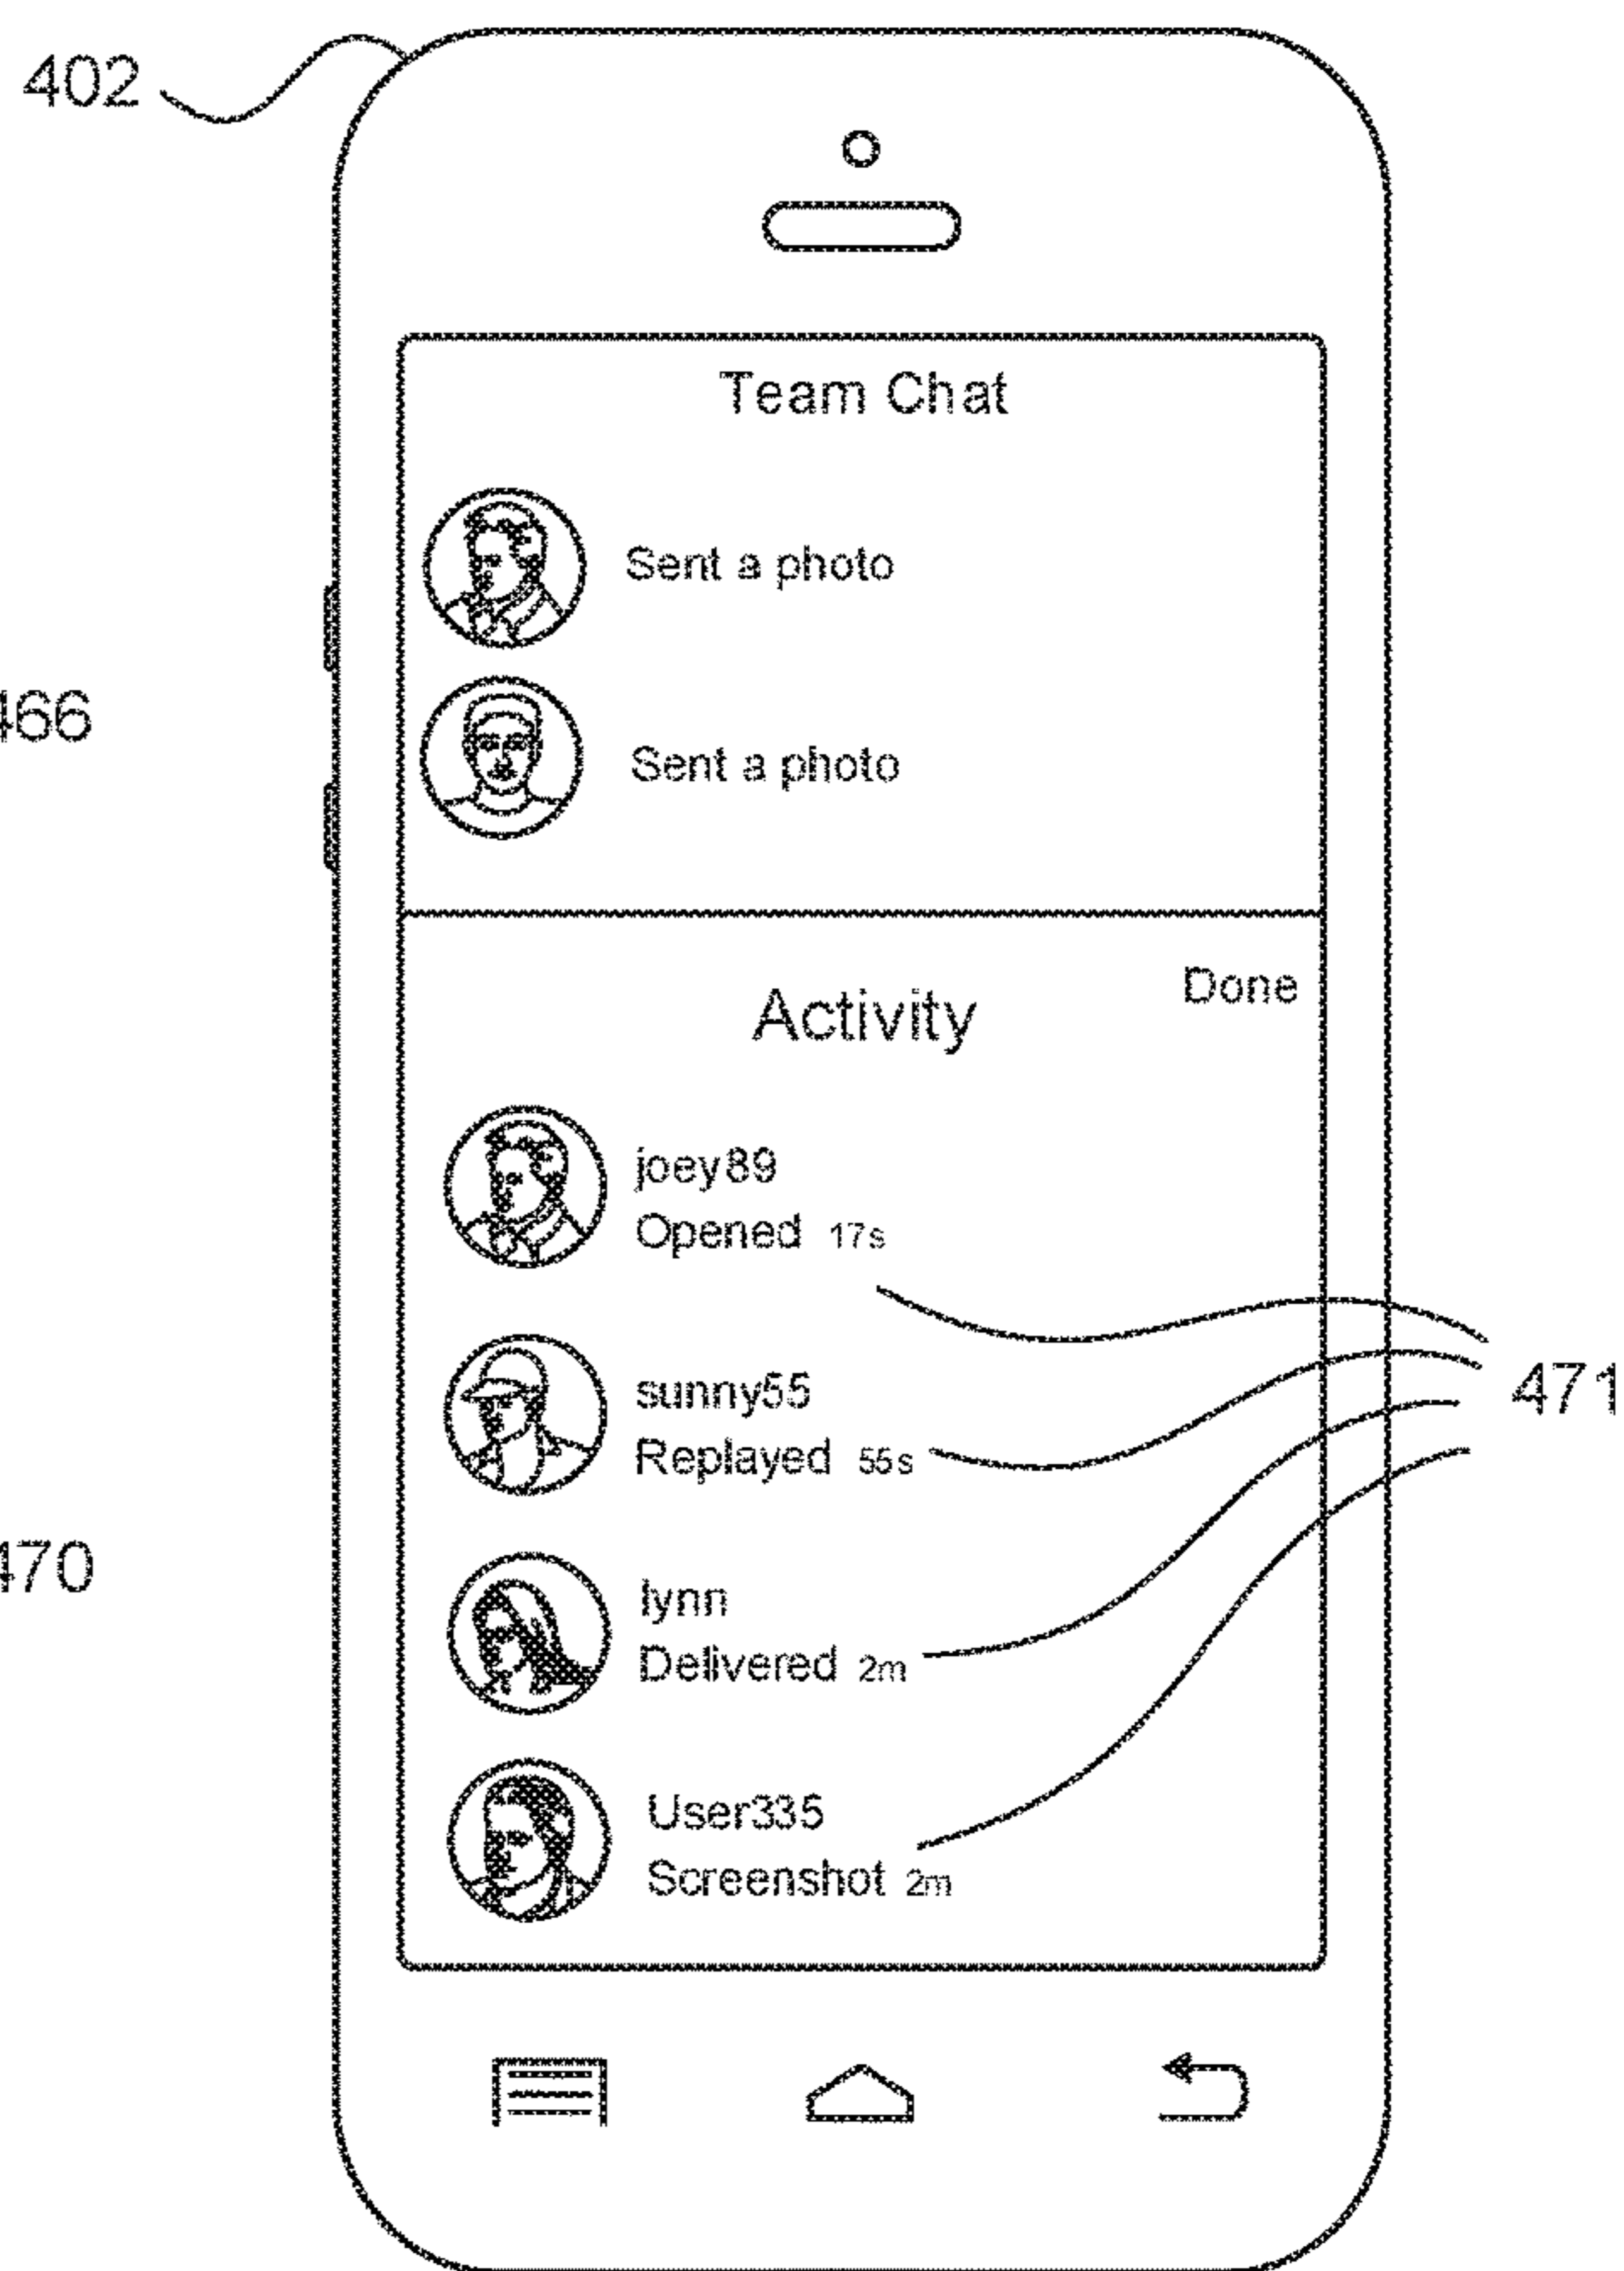 402
Team Chat
Sent a photo
466
Sent a photo
Done
Activity
joey89
Opened 17s
sunny55
471
Replayed 55s
470
lynn
Delivered 2m
User335
Screenshot 2m